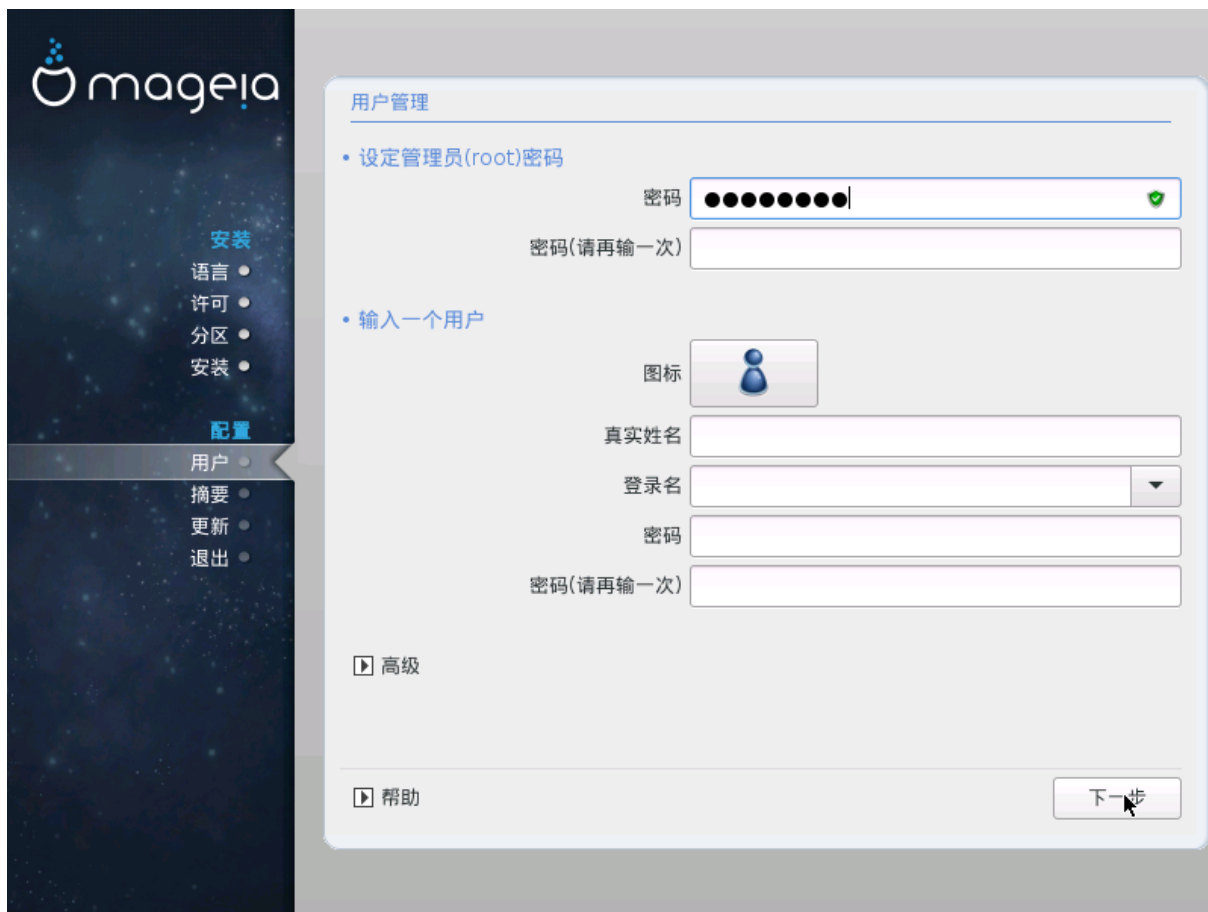 mageia
安装
语言
许可
分区
安装
配置
用户
摘要
更新
退出
用户管理
• 设定管理员(root)密码
密码 ●●●●●●●●
密码(请再输一次)
• 输入一个用户
图标
真实姓名
登录名
密码
密码(请再输一次)
高级
帮助
下一步